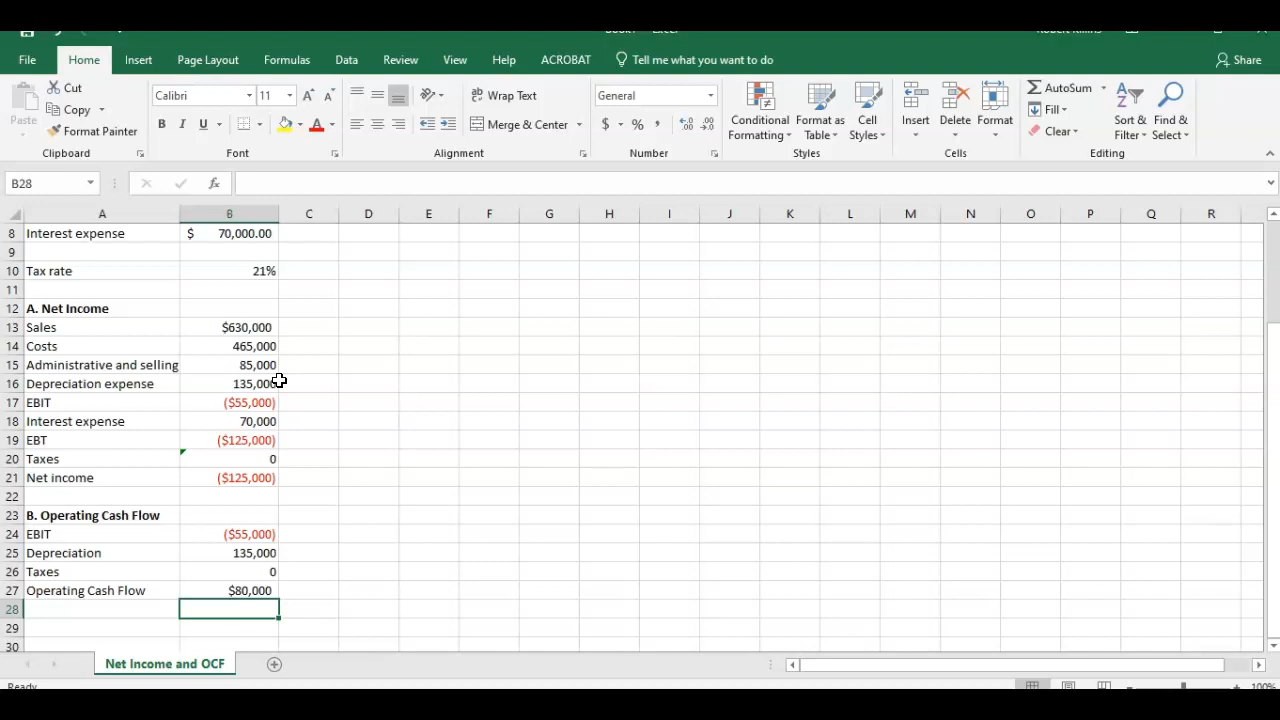 File Home Insert Page Layout Formulas Data Review View Help ACROBAT Tell me what you want to do Share
Cut
Copy
Format Painter
Paste
Clipboard
Calibri 11
B I U
Font
Wrap Text
Merge & Center
Alignment
General
$ % ,
Number
Conditional Formatting
Format as Table
Cell Styles
Styles
Insert Delete Format
Cells
AutoSum
Fill
Clear
Sort & Filter
Find & Select
Editing
B28 fx
A B C D E F G H I J K L M N O P Q R
8 Interest expense $ 70,000.00
9
10 Tax rate 21%
11
12 A. Net Income
13 Sales $630,000
14 Costs 465,000
15 Administrative and selling 85,000
16 Depreciation expense 135,000
17 EBIT ($55,000)
18 Interest expense 70,000
19 EBT ($125,000)
20 Taxes 0
21 Net income ($125,000)
22
23 B. Operating Cash Flow
24 EBIT ($55,000)
25 Depreciation 135,000
26 Taxes 0
27 Operating Cash Flow $80,000
28
29
30
Net Income and OCF
Ready 100%